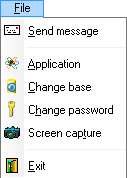 File
Send message
Application
Change base
Change password
Screen capture
Exit